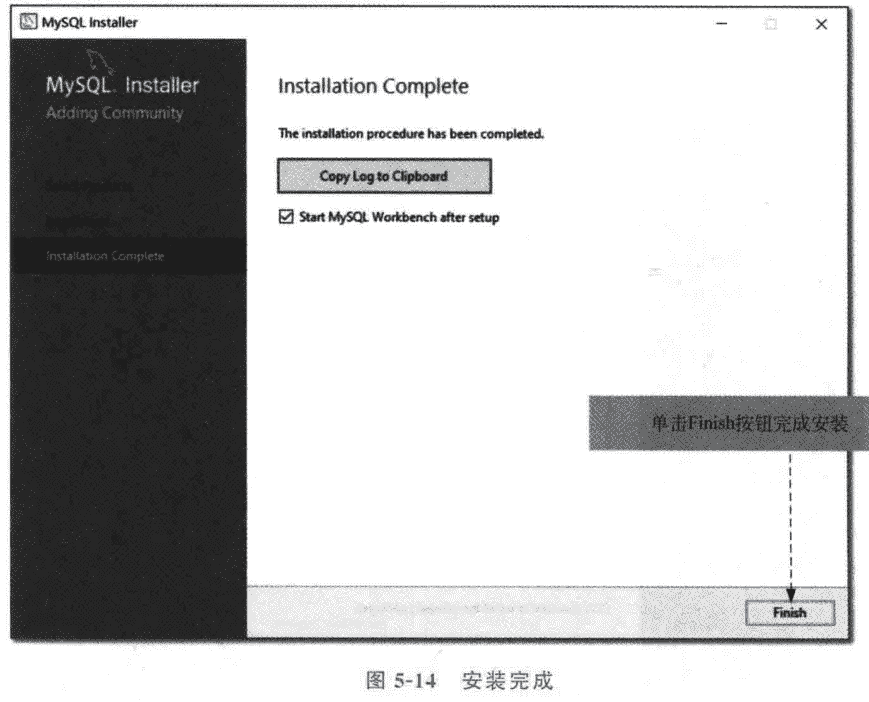 MySQL Installer
MySQL. Installer
Adding Community
Installation Complete
Installation Complete
The installation procedure has been completed.
Copy Log to Clipboard
Start MySQL Workbench after setup
单击Finish按钮完成安装
Finish
图 5-14 安装完成